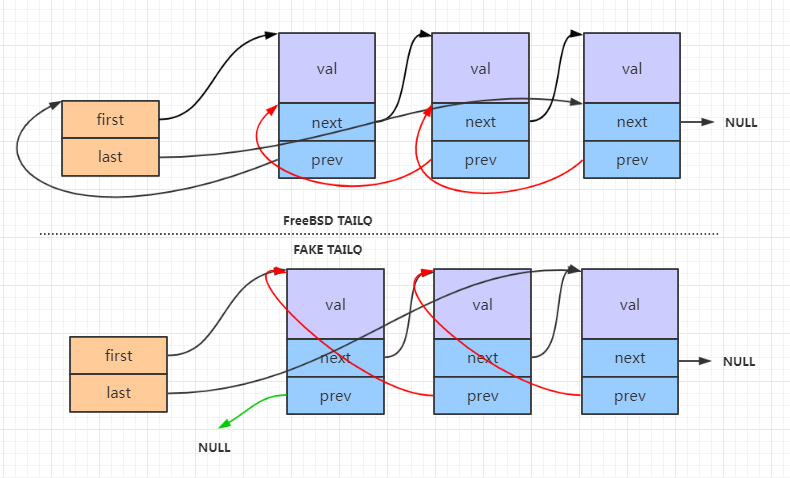 val val val
first next next next NULL
last prev prev prev
FreeBSD TAILQ
FAKE TAILQ
val val val
first next next next NULL
last prev prev prev
NULL